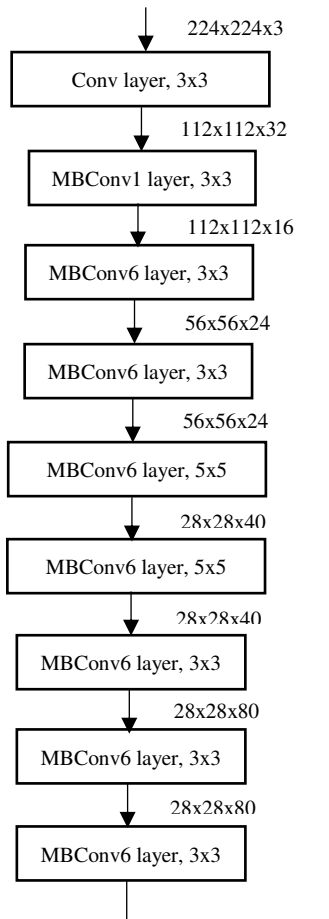 224x224x3
Conv layer, 3x3
112x112x32
MBConv1 layer, 3x3
112x112x16
MBConv6 layer, 3x3
56x56x24
MBConv6 layer, 3x3
56x56x24
MBConv6 layer, 5x5
28x28x40
MBConv6 layer, 5x5
28x28x40
MBConv6 layer, 3x3
28x28x80
MBConv6 layer, 3x3
28x28x80
MBConv6 layer, 3x3